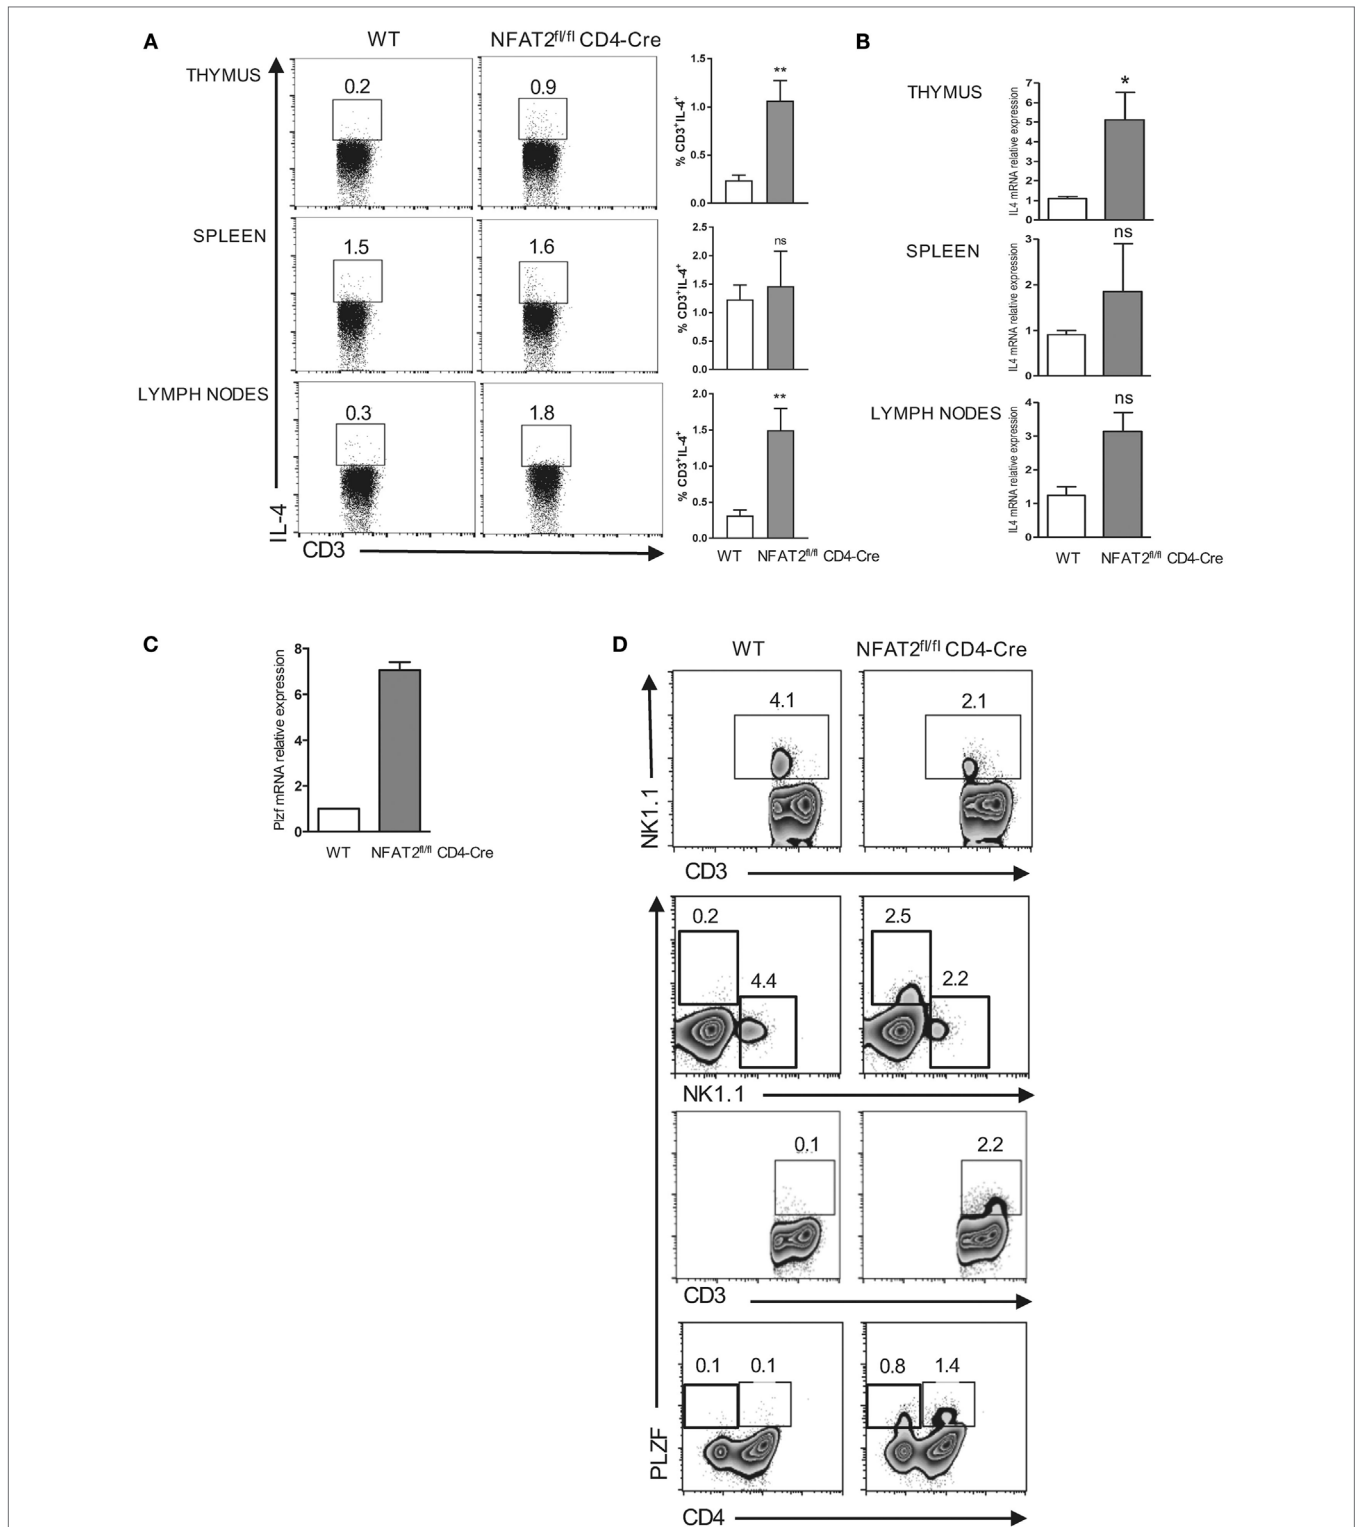 A
WT
NFAT2fl/fl CD4-Cre
THYMUS
0.2
0.9
SPLEEN
1.5
1.6
LYMPH NODES
0.3
1.8
IL-4
CD3
% CD3+IL-4+
1.5
1.0
0.5
0.0
**
% CD3+IL-4+
2.5
2.0
1.5
1.0
0.5
0.0
ns
% CD3+IL-4+
2.0
1.5
1.0
0.5
0.0
**
WT
NFAT2fl/fl CD4-Cre
B
THYMUS
IL4 mRNA relative expression
7
6
5
4
3
2
1
0
*
SPLEEN
IL4 mRNA relative expression
3
2
1
0
ns
LYMPH NODES
IL4 mRNA relative expression
4
3
2
1
0
ns
WT
NFAT2fl/fl CD4-Cre
C
Plzf mRNA relative expression
8
6
4
2
0
WT
NFAT2fl/fl CD4-Cre
D
WT
NFAT2fl/fl CD4-Cre
4.1
2.1
NK1.1
CD3
0.2
4.4
2.5
2.2
NK1.1
0.1
2.2
CD3
0.1
0.1
0.8
1.4
PLZF
CD4